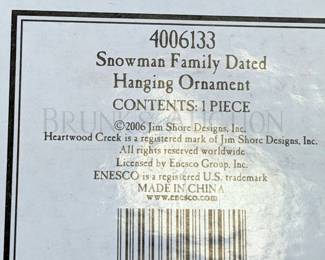 4006133
Snowman Family Dated
Hanging Ornament
CONTENTS: 1 PIECE
©2006 Jim Shore Designs, Inc.
Heartwood Creek is a registered mark of Jim Shore Designs, Inc.
All rights reserved worldwide
Licensed by Enesco Group, Inc.
ENESCO is a registered U.S. trademark
MADE IN CHINA
www.enesco.com